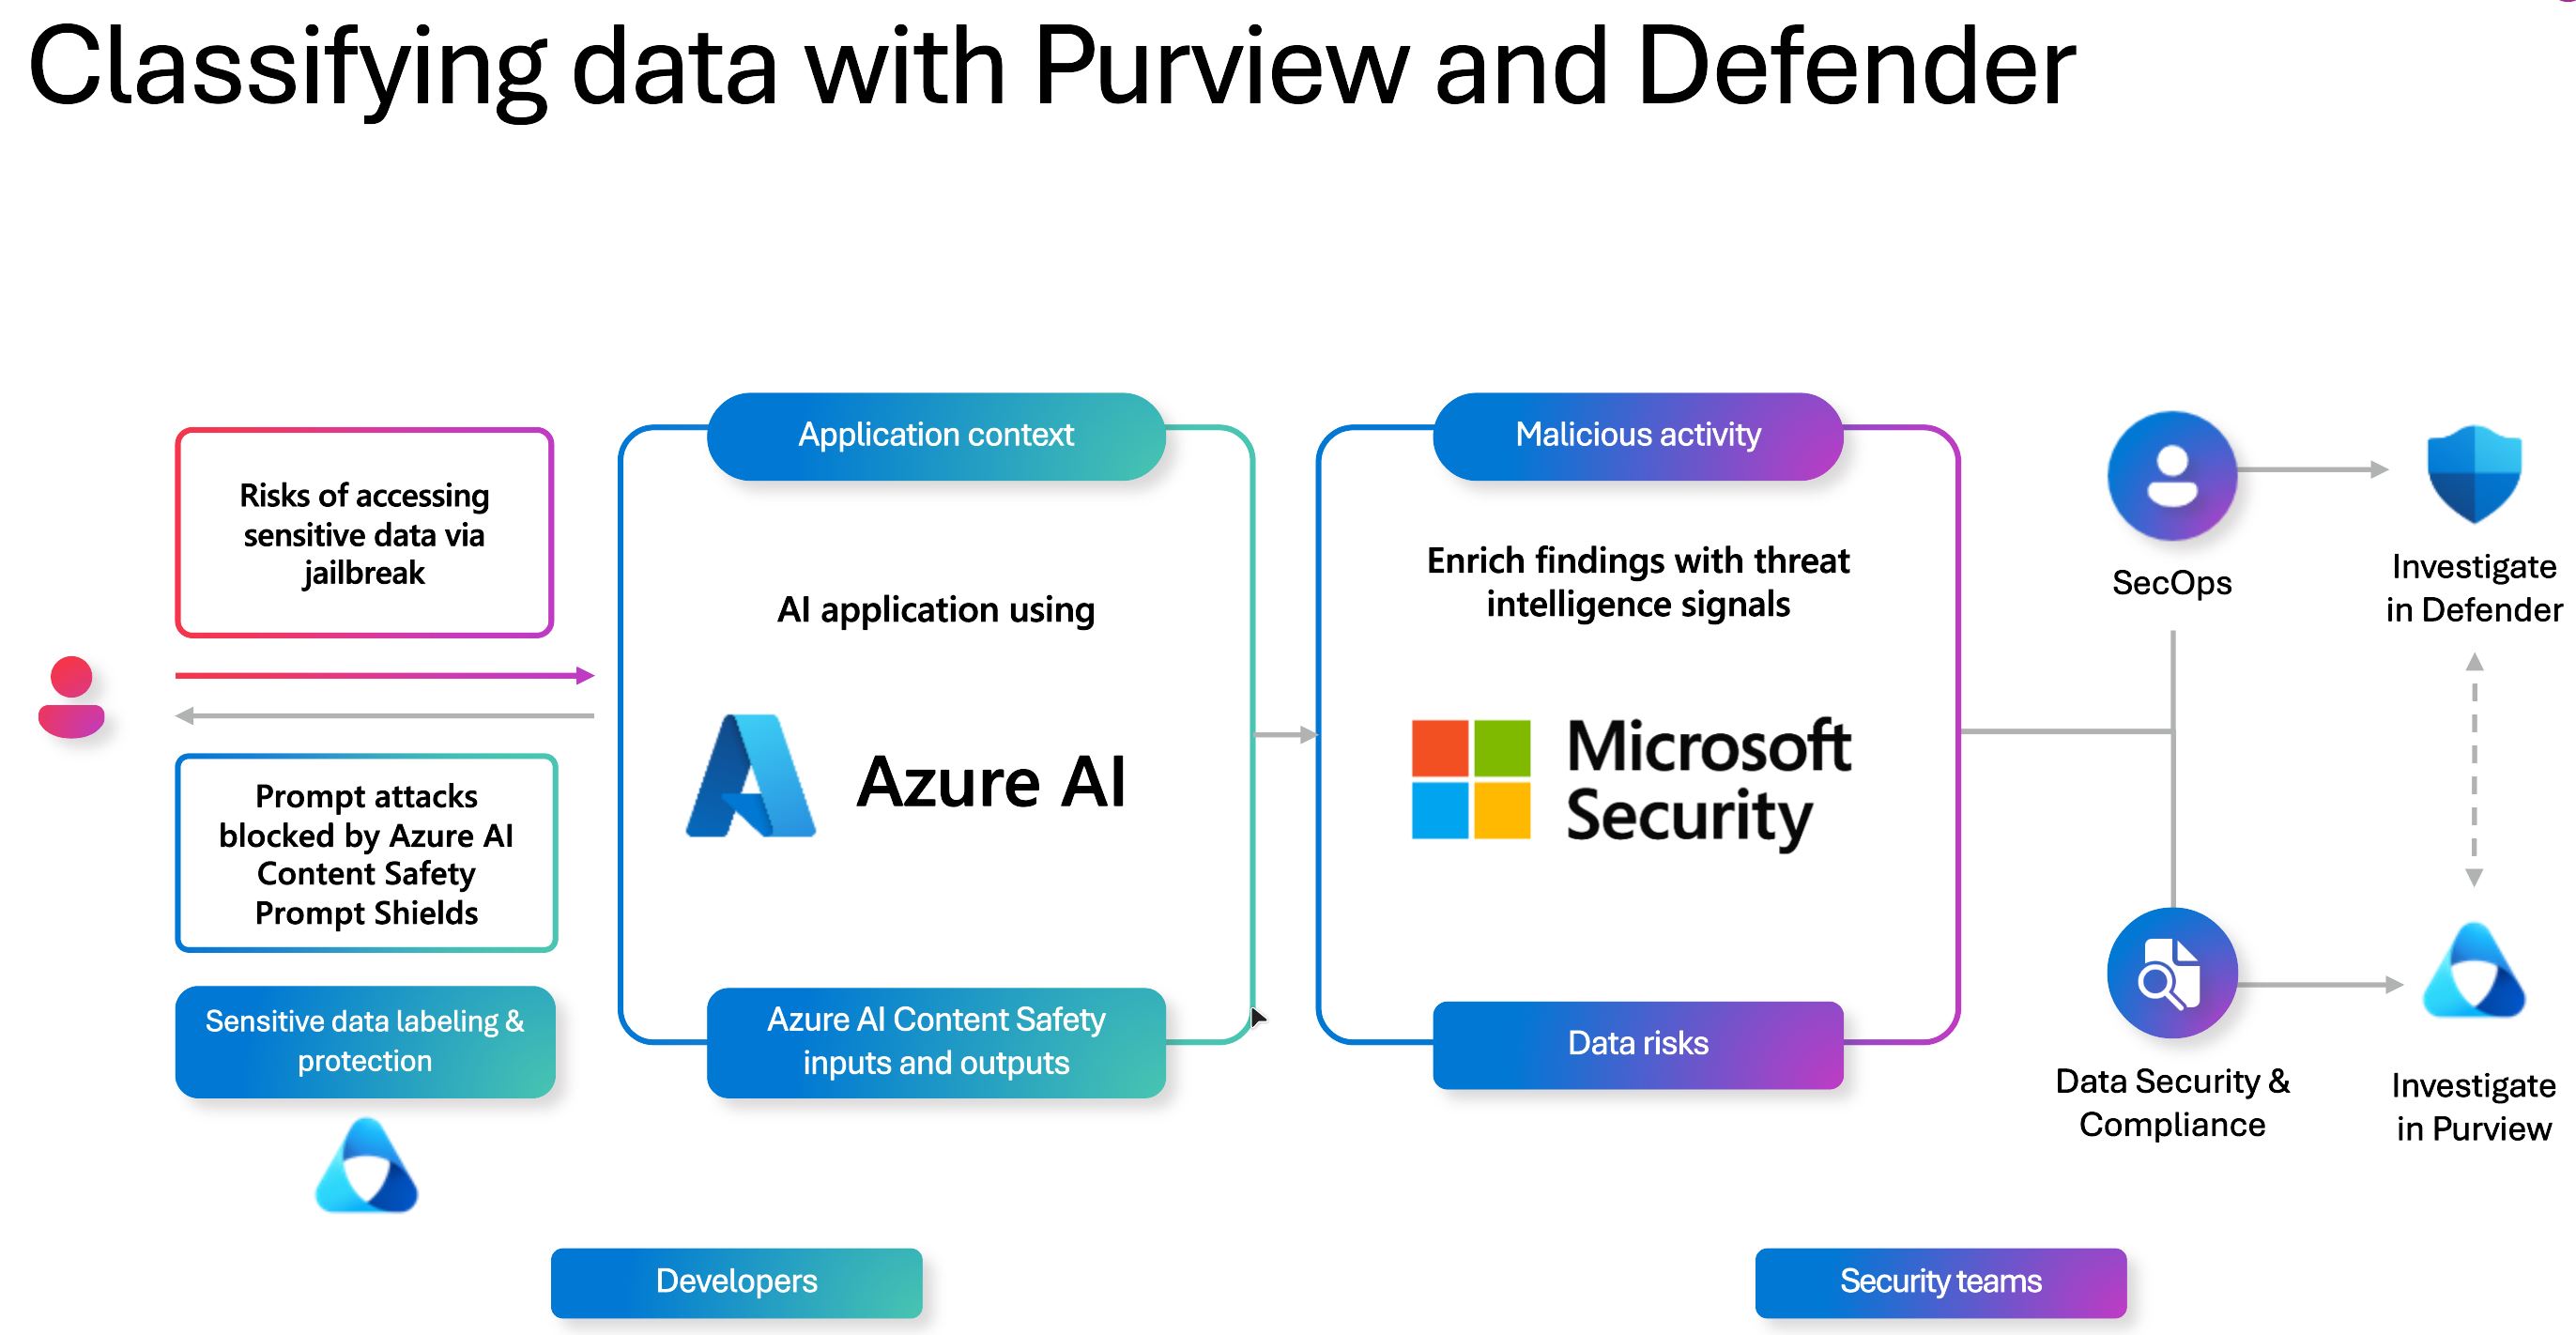 Classifying data with Purview and Defender
Risks of accessing
sensitive data via
jailbreak
Prompt attacks
blocked by Azure AI
Content Safety
Prompt Shields
Sensitive data labeling &
protection
Application context
AI application using
Azure AI
Azure AI Content Safety
inputs and outputs
Malicious activity
Enrich findings with threat
intelligence signals
Microsoft
Security
Data risks
SecOps
Investigate
in Defender
Data Security &
Compliance
Investigate
in Purview
Developers
Security teams